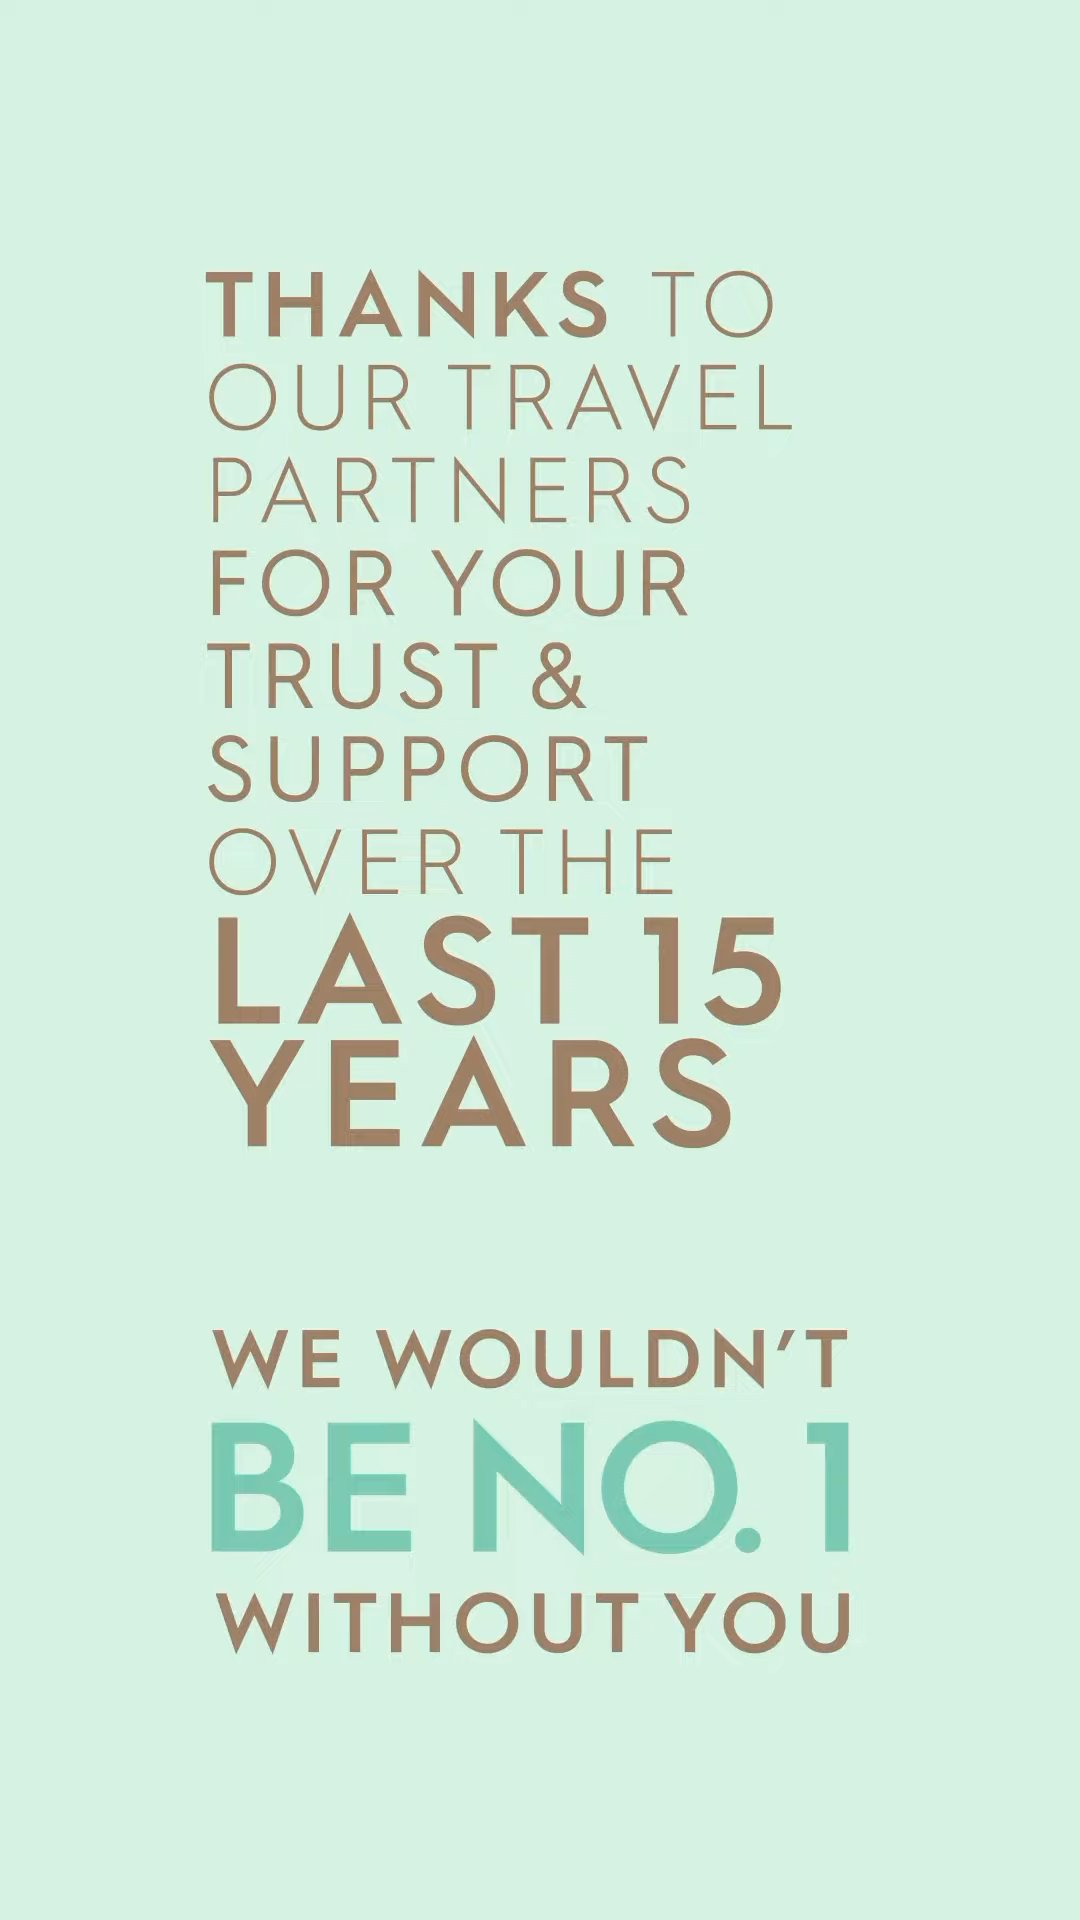 THANKS TO
OUR TRAVEL
PARTNERS
FOR YOUR
TRUST &
SUPPORT
OVER THE
LAST 15
YEARS
WE WOULDN’T
BE NO. 1
WITHOUT YOU